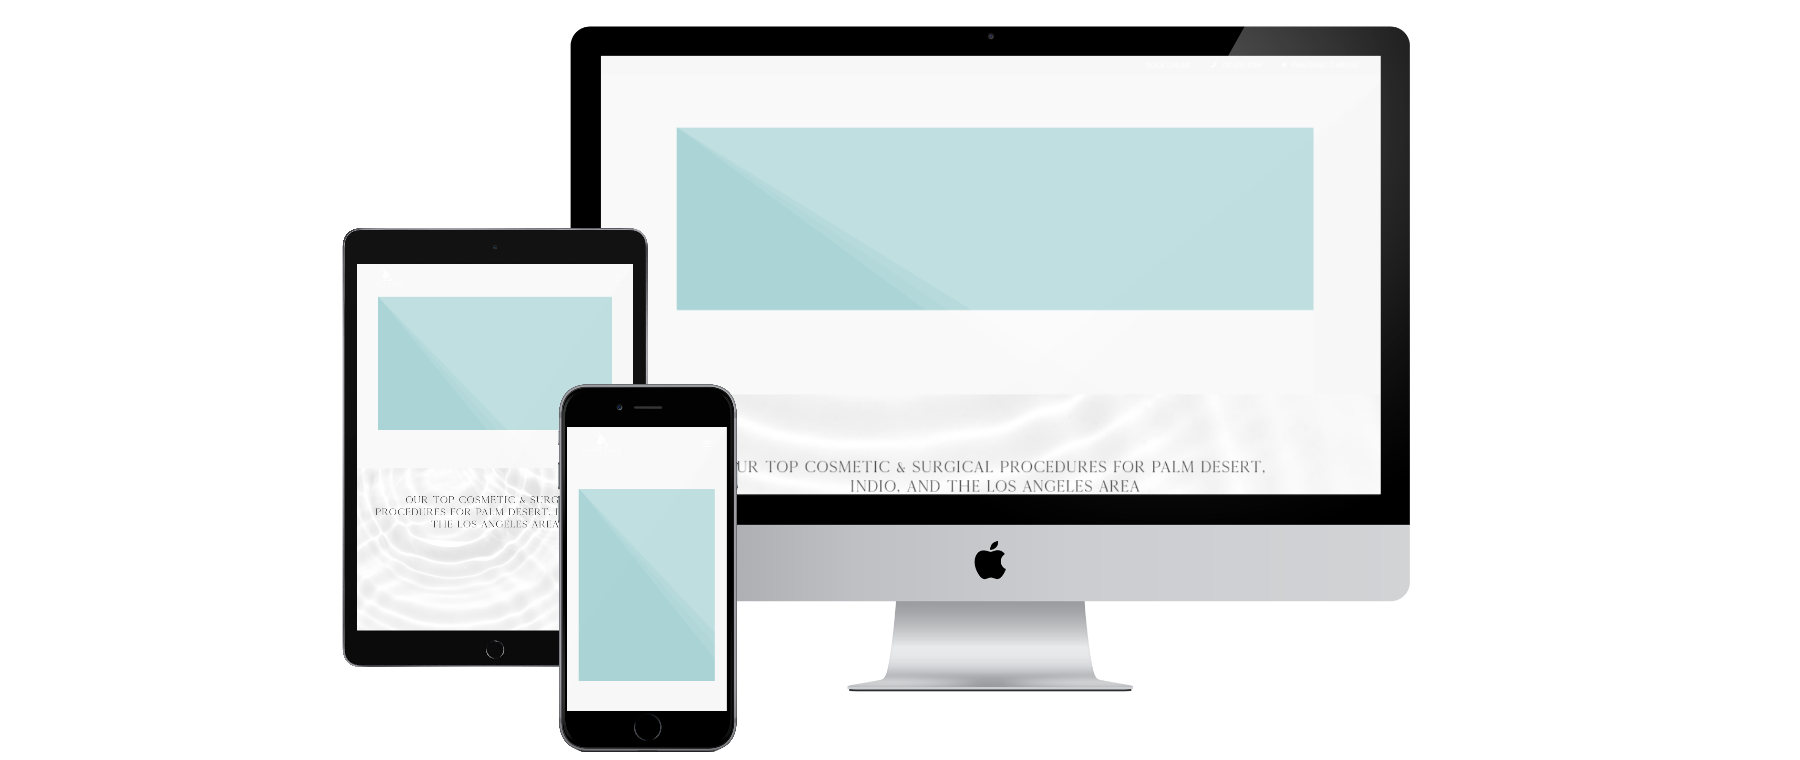 UR TOP COSMETIC & SURGICAL PROCEDURES FOR PALM DESERT,
INDIO, AND THE LOS ANGELES AREA
OUR TOP COSMETIC & SURG
PROCEDURES FOR PALM DESERT, I
THE LOS ANGELES AREA